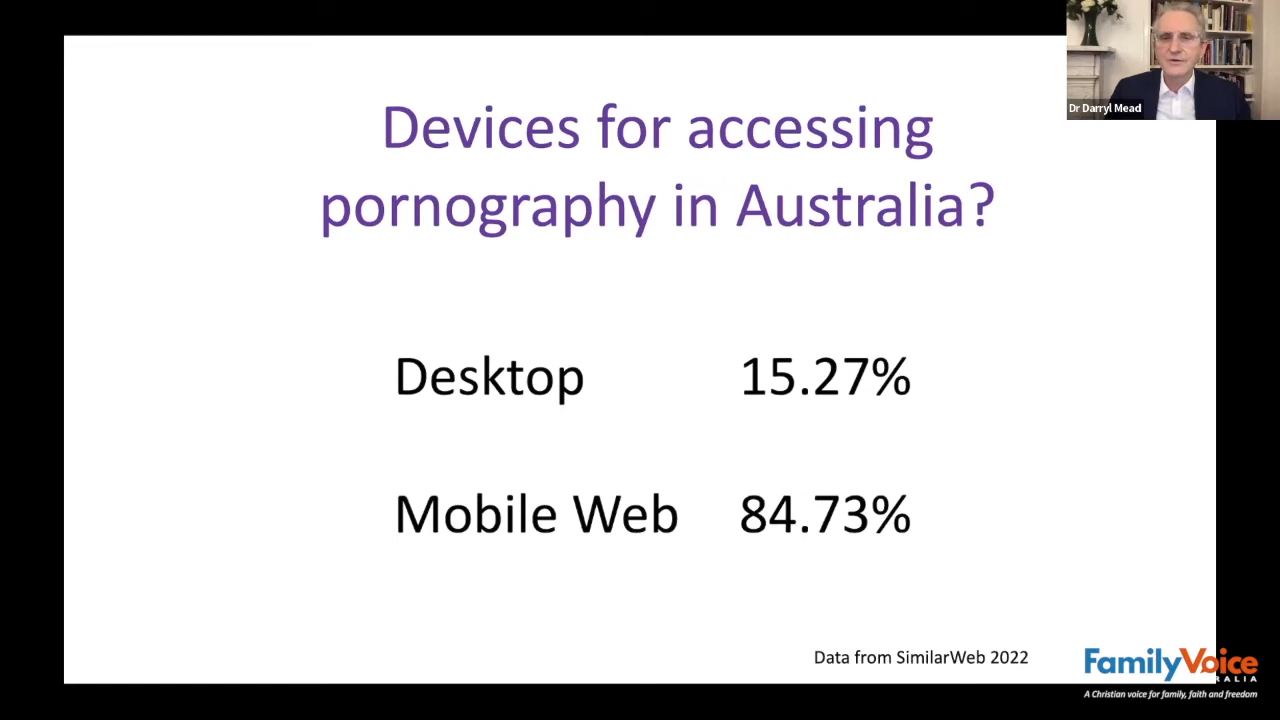 Dr Darryl Mead
Devices for accessing
pornography in Australia?
Desktop 15.27%
Mobile Web 84.73%
Data from SimilarWeb 2022
FamilyVoice
RALIA
A Christian voice for family, faith and freedom